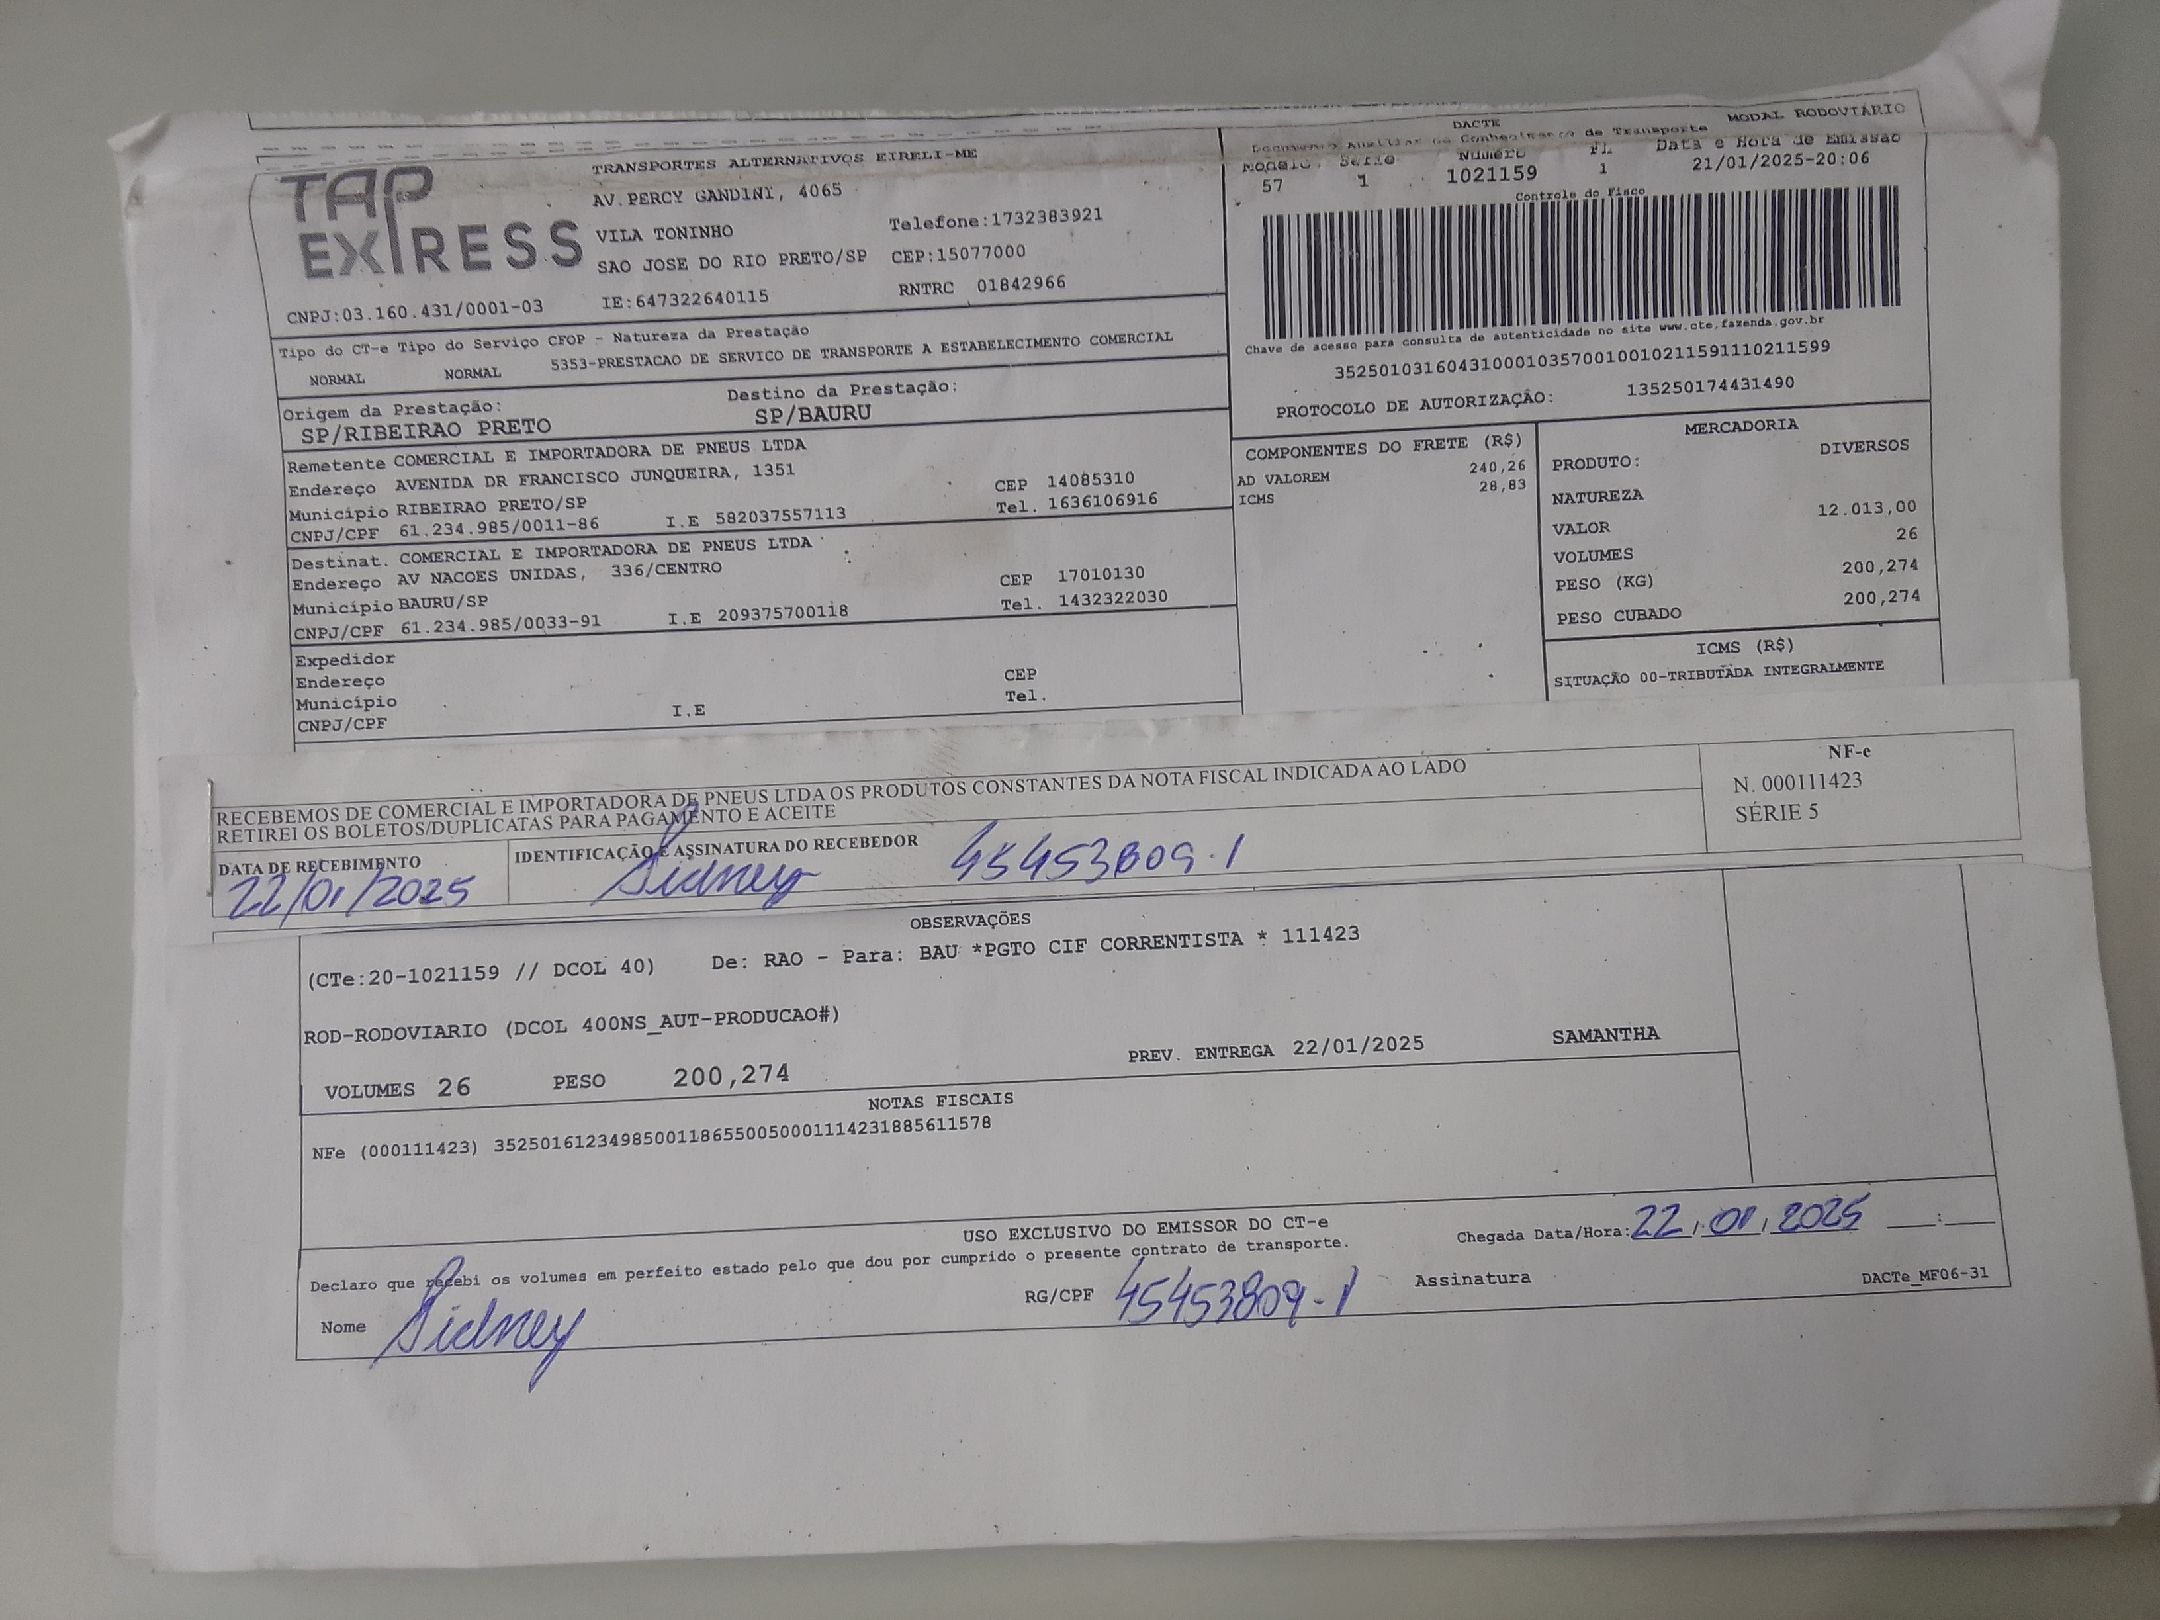 TAP EXPRESS
TRANSPORTES ALTERNATIVOS EIRELI-ME
AV.PERCY GANDINI, 4065
VILA TONINHO Telefone:1732383921
SAO JOSE DO RIO PRETO/SP CEP:15077000
CNPJ:03.160.431/0001-03 IE:647322640115 RNTRC 01842966
DACTE MODAL RODOVIÁRIO
Documento Auxiliar do Conhecimento de Transporte
Modelo Série Número FL Data e Hora de Emissão
57 1 1021159 1 21/01/2025-20:06
Controle do Fisco
Chave de acesso para consulta de autenticidade no site www.cte.fazenda.gov.br
35250103160431000103570010010211591110211599
PROTOCOLO DE AUTORIZAÇÃO: 135250174431490
Tipo do CT-e Tipo do Serviço CFOP - Natureza da Prestação
NORMAL NORMAL 5353-PRESTACAO DE SERVICO DE TRANSPORTE A ESTABELECIMENTO COMERCIAL
Origem da Prestação: Destino da Prestação:
SP/RIBEIRAO PRETO SP/BAURU
Remetente COMERCIAL E IMPORTADORA DE PNEUS LTDA
Endereço AVENIDA DR FRANCISCO JUNQUEIRA, 1351 CEP 14085310
Município RIBEIRAO PRETO/SP Tel. 1636106916
CNPJ/CPF 61.234.985/0011-86 I.E 582037557113
Destinat. COMERCIAL E IMPORTADORA DE PNEUS LTDA
Endereço AV NACOES UNIDAS, 336/CENTRO CEP 17010130
Município BAURU/SP Tel. 1432322030
CNPJ/CPF 61.234.985/0033-91 I.E 209375700118
Expedidor
Endereço CEP
Município Tel.
CNPJ/CPF I.E
COMPONENTES DO FRETE (R$)
AD VALOREM 240,26
ICMS 28,83
MERCADORIA
PRODUTO: DIVERSOS
NATUREZA
VALOR 12.013,00
VOLUMES 26
PESO (KG) 200,274
PESO CUBADO 200,274
ICMS (R$)
SITUAÇÃO 00-TRIBUTADA INTEGRALMENTE
RECEBEMOS DE COMERCIAL E IMPORTADORA DE PNEUS LTDA OS PRODUTOS CONSTANTES DA NOTA FISCAL INDICADA AO LADO
RETIREI OS BOLETOS/DUPLICATAS PARA PAGAMENTO E ACEITE
NF-e
N. 000111423
SÉRIE 5
DATA DE RECEBIMENTO IDENTIFICAÇÃO E ASSINATURA DO RECEBEDOR
22/01/2025 Sidney 45453809-1
OBSERVAÇÕES
(CTe:20-1021159 // DCOL 40) De: RAO - Para: BAU *PGTO CIF CORRENTISTA * 111423
ROD-RODOVIARIO (DCOL 400NS_AUT-PRODUCAO#)
PREV. ENTREGA 22/01/2025 SAMANTHA
VOLUMES 26 PESO 200,274
NOTAS FISCAIS
NFe (000111423) 35250161234985001186550050001114231885611578
USO EXCLUSIVO DO EMISSOR DO CT-e
Declaro que recebi os volumes em perfeito estado pelo que dou por cumprido o presente contrato de transporte.
Chegada Data/Hora: 22, 01, 2025 ___:___
Nome Sidney RG/CPF 45453809-1 Assinatura
DACTe_MF06-31